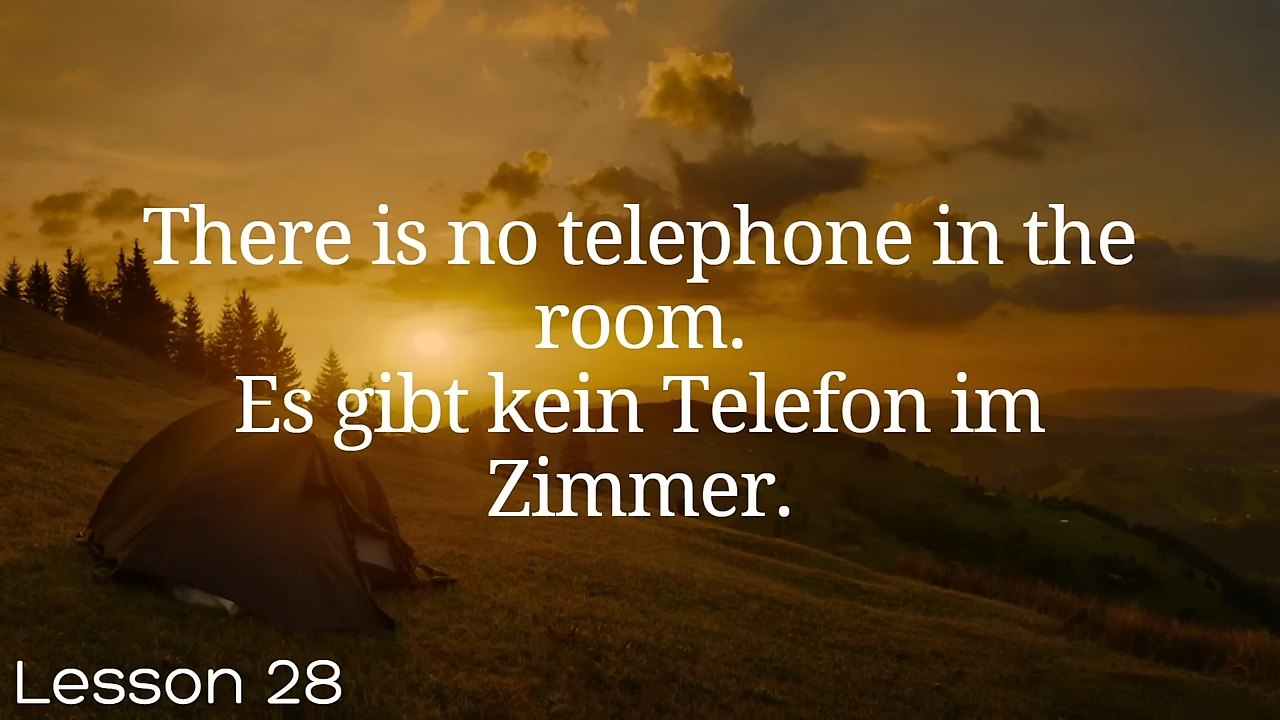 There is no telephone in the
room.
Es gibt kein Telefon im
Zimmer.
Lesson 28